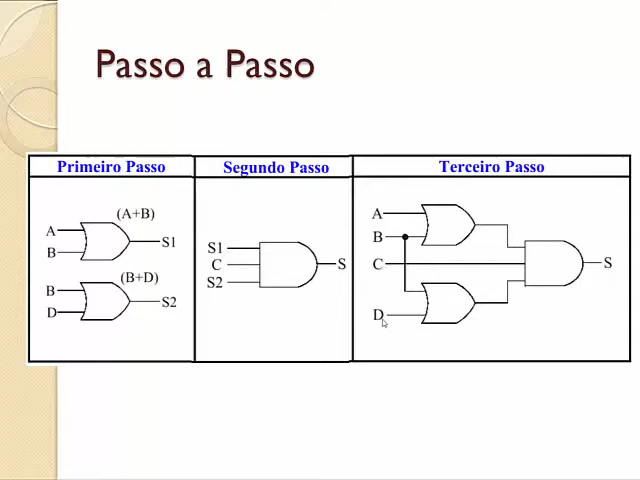 Passo a Passo
Primeiro Passo
Segundo Passo
Terceiro Passo
(A+B)
A
B
S1
(B+D)
B
D
S2
S1
C
S2
S
A
B
C
D
S